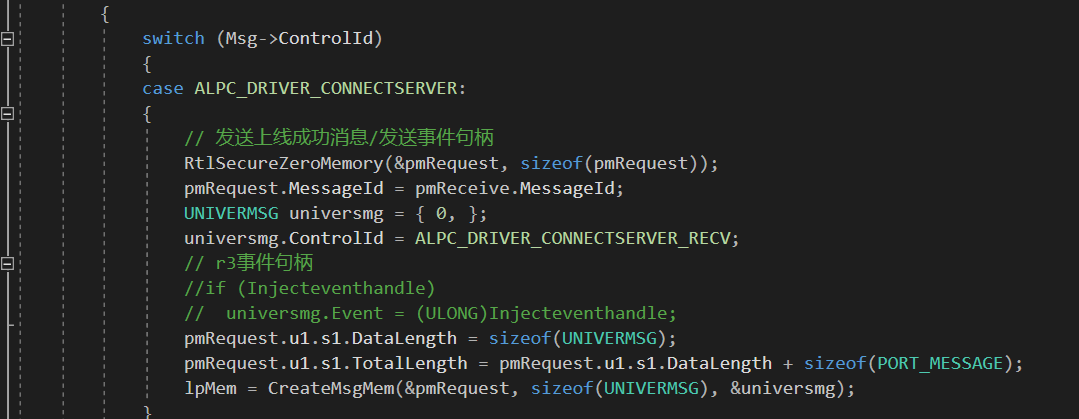 {
switch (Msg->ControlId)
{
case ALPC_DRIVER_CONNECTSERVER:
{
// 发送上线成功消息/发送事件句柄
RtlSecureZeroMemory(&pmRequest, sizeof(pmRequest));
pmRequest.MessageId = pmReceive.MessageId;
UNIVERMSG universmg = { 0, };
universmg.ControlId = ALPC_DRIVER_CONNECTSERVER_RECV;
// r3事件句柄
//if (Injecteventhandle)
//  universmg.Event = (ULONG)Injecteventhandle;
pmRequest.u1.s1.DataLength = sizeof(UNIVERMSG);
pmRequest.u1.s1.TotalLength = pmRequest.u1.s1.DataLength + sizeof(PORT_MESSAGE);
lpMem = CreateMsgMem(&pmRequest, sizeof(UNIVERMSG), &universmg);
}